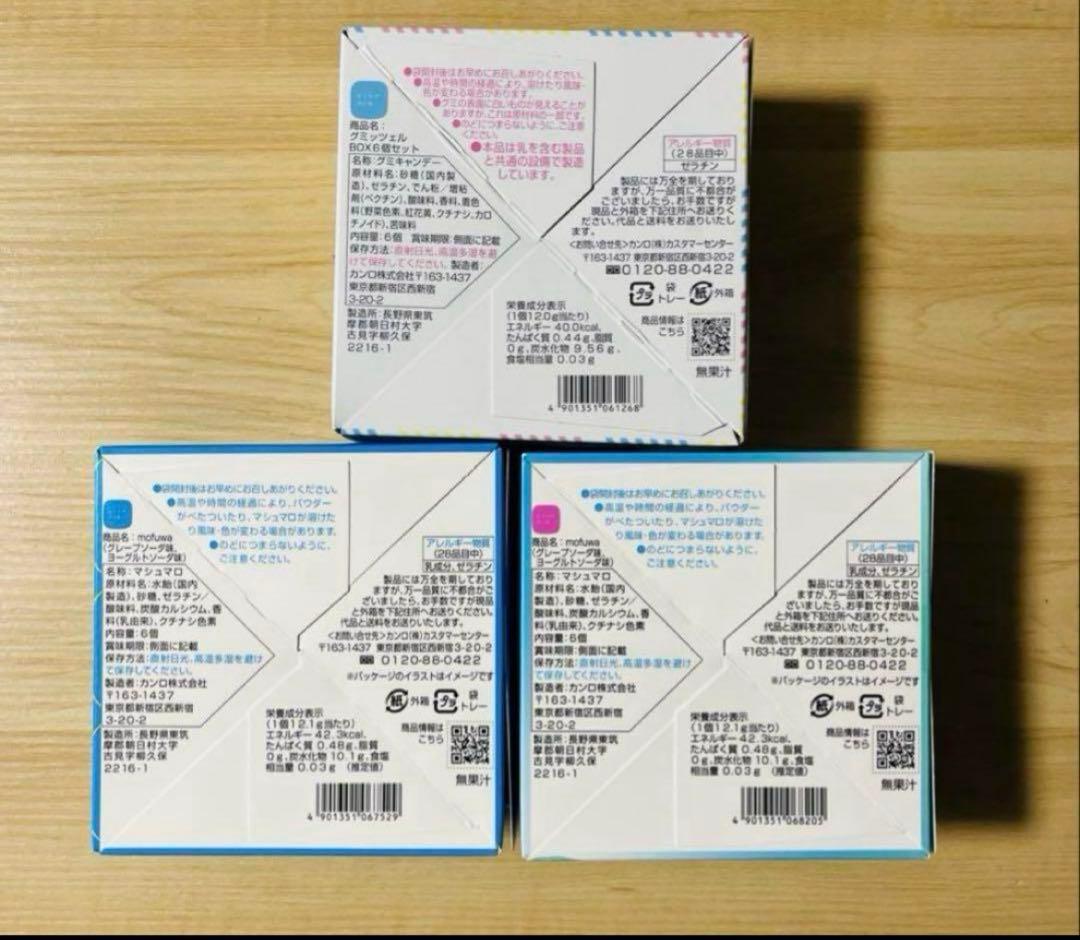 ●袋開封後はお早めにお召しあがりください。
●高温や時間の経過により、溶けたり風味・
色が変わる場合があります。
●グミの表面に白いものが見えることが
ありますが、これは原材料の一部です。
●のどにつまらないように、ご注意
ください。
●本品は乳を含む製品
と共通の設備で製造
しています。
商品名:
グミッツェル
BOX6個セット
名称:グミキャンデー
原材料名:砂糖(国内製
造)、ゼラチン、でん粉/増粘
剤(ペクチン)、酸味料、香料、着色
料(野菜色素、紅花黄、クチナシ、カロ
チノイド)、苦味料
内容量:6個 賞味期限:側面に記載
保存方法:直射日光、高温多湿を避
けて保存してください。製造者:
カンロ株式会社〒163-1437
東京都新宿区西新宿
3-20-2
製造所:長野県東筑
摩郡朝日村大字
古見字柳久保
2216-1
アレルギー物質
(28品目中)
ゼラチン
製品には万全を期しており
ますが、万一品質に不都合が
ございましたら、お手数ですが
現品と外箱を下記住所へお送りく
ださい。代品と送料をお送りいたし
ます。
<お問い合せ先>カンロ(株)カスタマーセンター
〒163-1437 東京都新宿区西新宿3-20-2
0120-88-0422
プラ 袋 トレー 紙 外箱
商品情報は
こちら
無果汁
栄養成分表示
(1個12.0g当たり)
エネルギー 40.0kcal、
たんぱく質 0.44g、脂質
0g、炭水化物 9.56g、
食塩相当量 0.03g
4 901351 061268
●袋開封後はお早めにお召しあがりください。
●高温や時間の経過により、パウダー
がべたついたり、マシュマロが溶けた
り風味・色が変わる場合があります。
●のどにつまらないように、
ご注意ください。
商品名:mofuwa
(グレープソーダ味、
ヨーグルトソーダ味)
名称:マシュマロ
原材料名:水飴(国内
製造)、砂糖、ゼラチン/
酸味料、炭酸カルシウム、香
料(乳由来)、クチナシ色素
内容量:6個
賞味期限:側面に記載
保存方法:直射日光、高温多湿を避け
て保存してください。
製造者:カンロ株式会社
〒163-1437
東京都新宿区西新宿
3-20-2
製造所:長野県東筑
摩郡朝日村大字
古見字柳久保
2216-1
アレルギー物質
(28品目中)
乳成分、ゼラチン
製品には万全を期しており
ますが、万一品質に不都合がご
ざいましたら、お手数ですが現品
と外箱を下記住所へお送りください。
代品と送料をお送りいたします。
<お問い合せ先>カンロ(株)カスタマーセンター
〒163-1437 東京都新宿区西新宿3-20-2
0120-88-0422
※パッケージのイラストはイメージです
紙 外箱 プラ 袋 トレー
商品情報は
こちら
無果汁
栄養成分表示
(1個12.1g当たり)
エネルギー 42.3kcal、
たんぱく質 0.48g、脂質
0g、炭水化物 10.1g、食塩
相当量 0.03g (推定値)
4 901351 067529
●袋開封後はお早めにお召しあがりください。
●高温や時間の経過により、パウダー
がべたついたり、マシュマロが溶けた
り風味・色が変わる場合があります。
●のどにつまらないように、
ご注意ください。
商品名:mofuwa
(グレープソーダ味、
ヨーグルトソーダ味)
名称:マシュマロ
原材料名:水飴(国内
製造)、砂糖、ゼラチン/
酸味料、炭酸カルシウム、香
料(乳由来)、クチナシ色素
内容量:6個
賞味期限:側面に記載
保存方法:直射日光、高温多湿を避け
て保存してください。
製造者:カンロ株式会社
〒163-1437
東京都新宿区西新宿
3-20-2
製造所:長野県東筑
摩郡朝日村大字
古見字柳久保
2216-1
アレルギー物質
(28品目中)
乳成分、ゼラチン
製品には万全を期しており
ますが、万一品質に不都合がご
ざいましたら、お手数ですが現品
と外箱を下記住所へお送りください。
代品と送料をお送りいたします。
<お問い合せ先>カンロ(株)カスタマーセンター
〒163-1437 東京都新宿区西新宿3-20-2
0120-88-0422
※パッケージのイラストはイメージです
紙 外箱 プラ 袋 トレー
商品情報は
こちら
無果汁
栄養成分表示
(1個12.1g当たり)
エネルギー 42.3kcal、
たんぱく質 0.48g、脂質
0g、炭水化物 10.1g、食塩
相当量 0.03g (推定値)
4 901351 068205